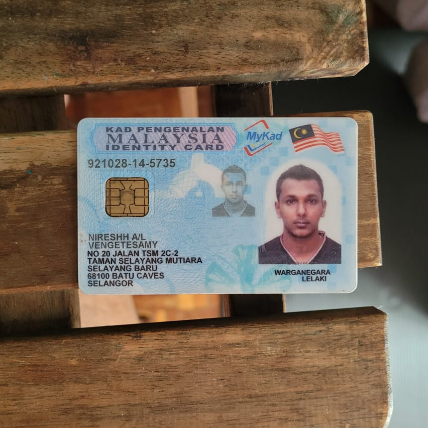 KAD PENGENALAN
MALAYSIA
IDENTITY CARD
MyKad
921028-14-5735
NIRESHH A/L
VENGETESAMY
NO 20 JALAN TSM 2C-2
TAMAN SELAYANG MUTIARA
SELAYANG BARU
68100 BATU CAVES
SELANGOR
WARGANEGARA
LELAKI